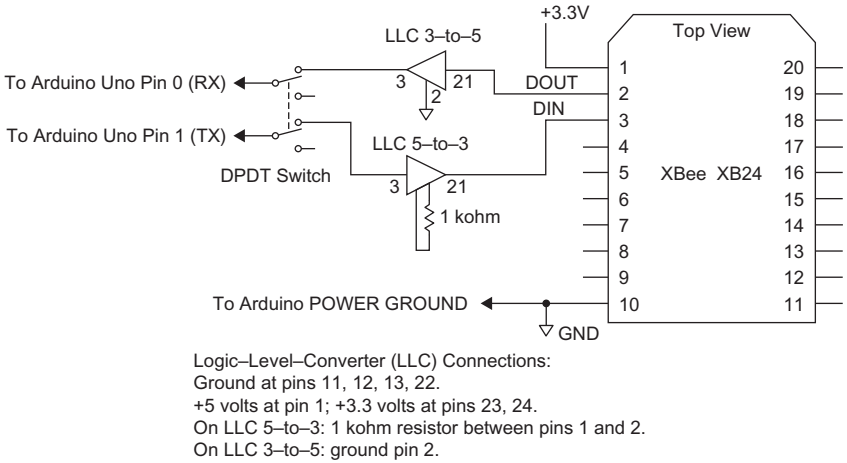 +3.3V
LLC 3–to–5
Top View
3
2
21
To Arduino Uno Pin 0 (RX)
DOUT
DIN
To Arduino Uno Pin 1 (TX)
LLC 5–to–3
3
21
DPDT Switch
1 kohm
XBee XB24
1
2
3
4
5
6
7
8
9
10
20
19
18
17
16
15
14
13
12
11
To Arduino POWER GROUND
GND
Logic–Level–Converter (LLC) Connections:
Ground at pins 11, 12, 13, 22.
+5 volts at pin 1; +3.3 volts at pins 23, 24.
On LLC 5–to–3: 1 kohm resistor between pins 1 and 2.
On LLC 3–to–5: ground pin 2.